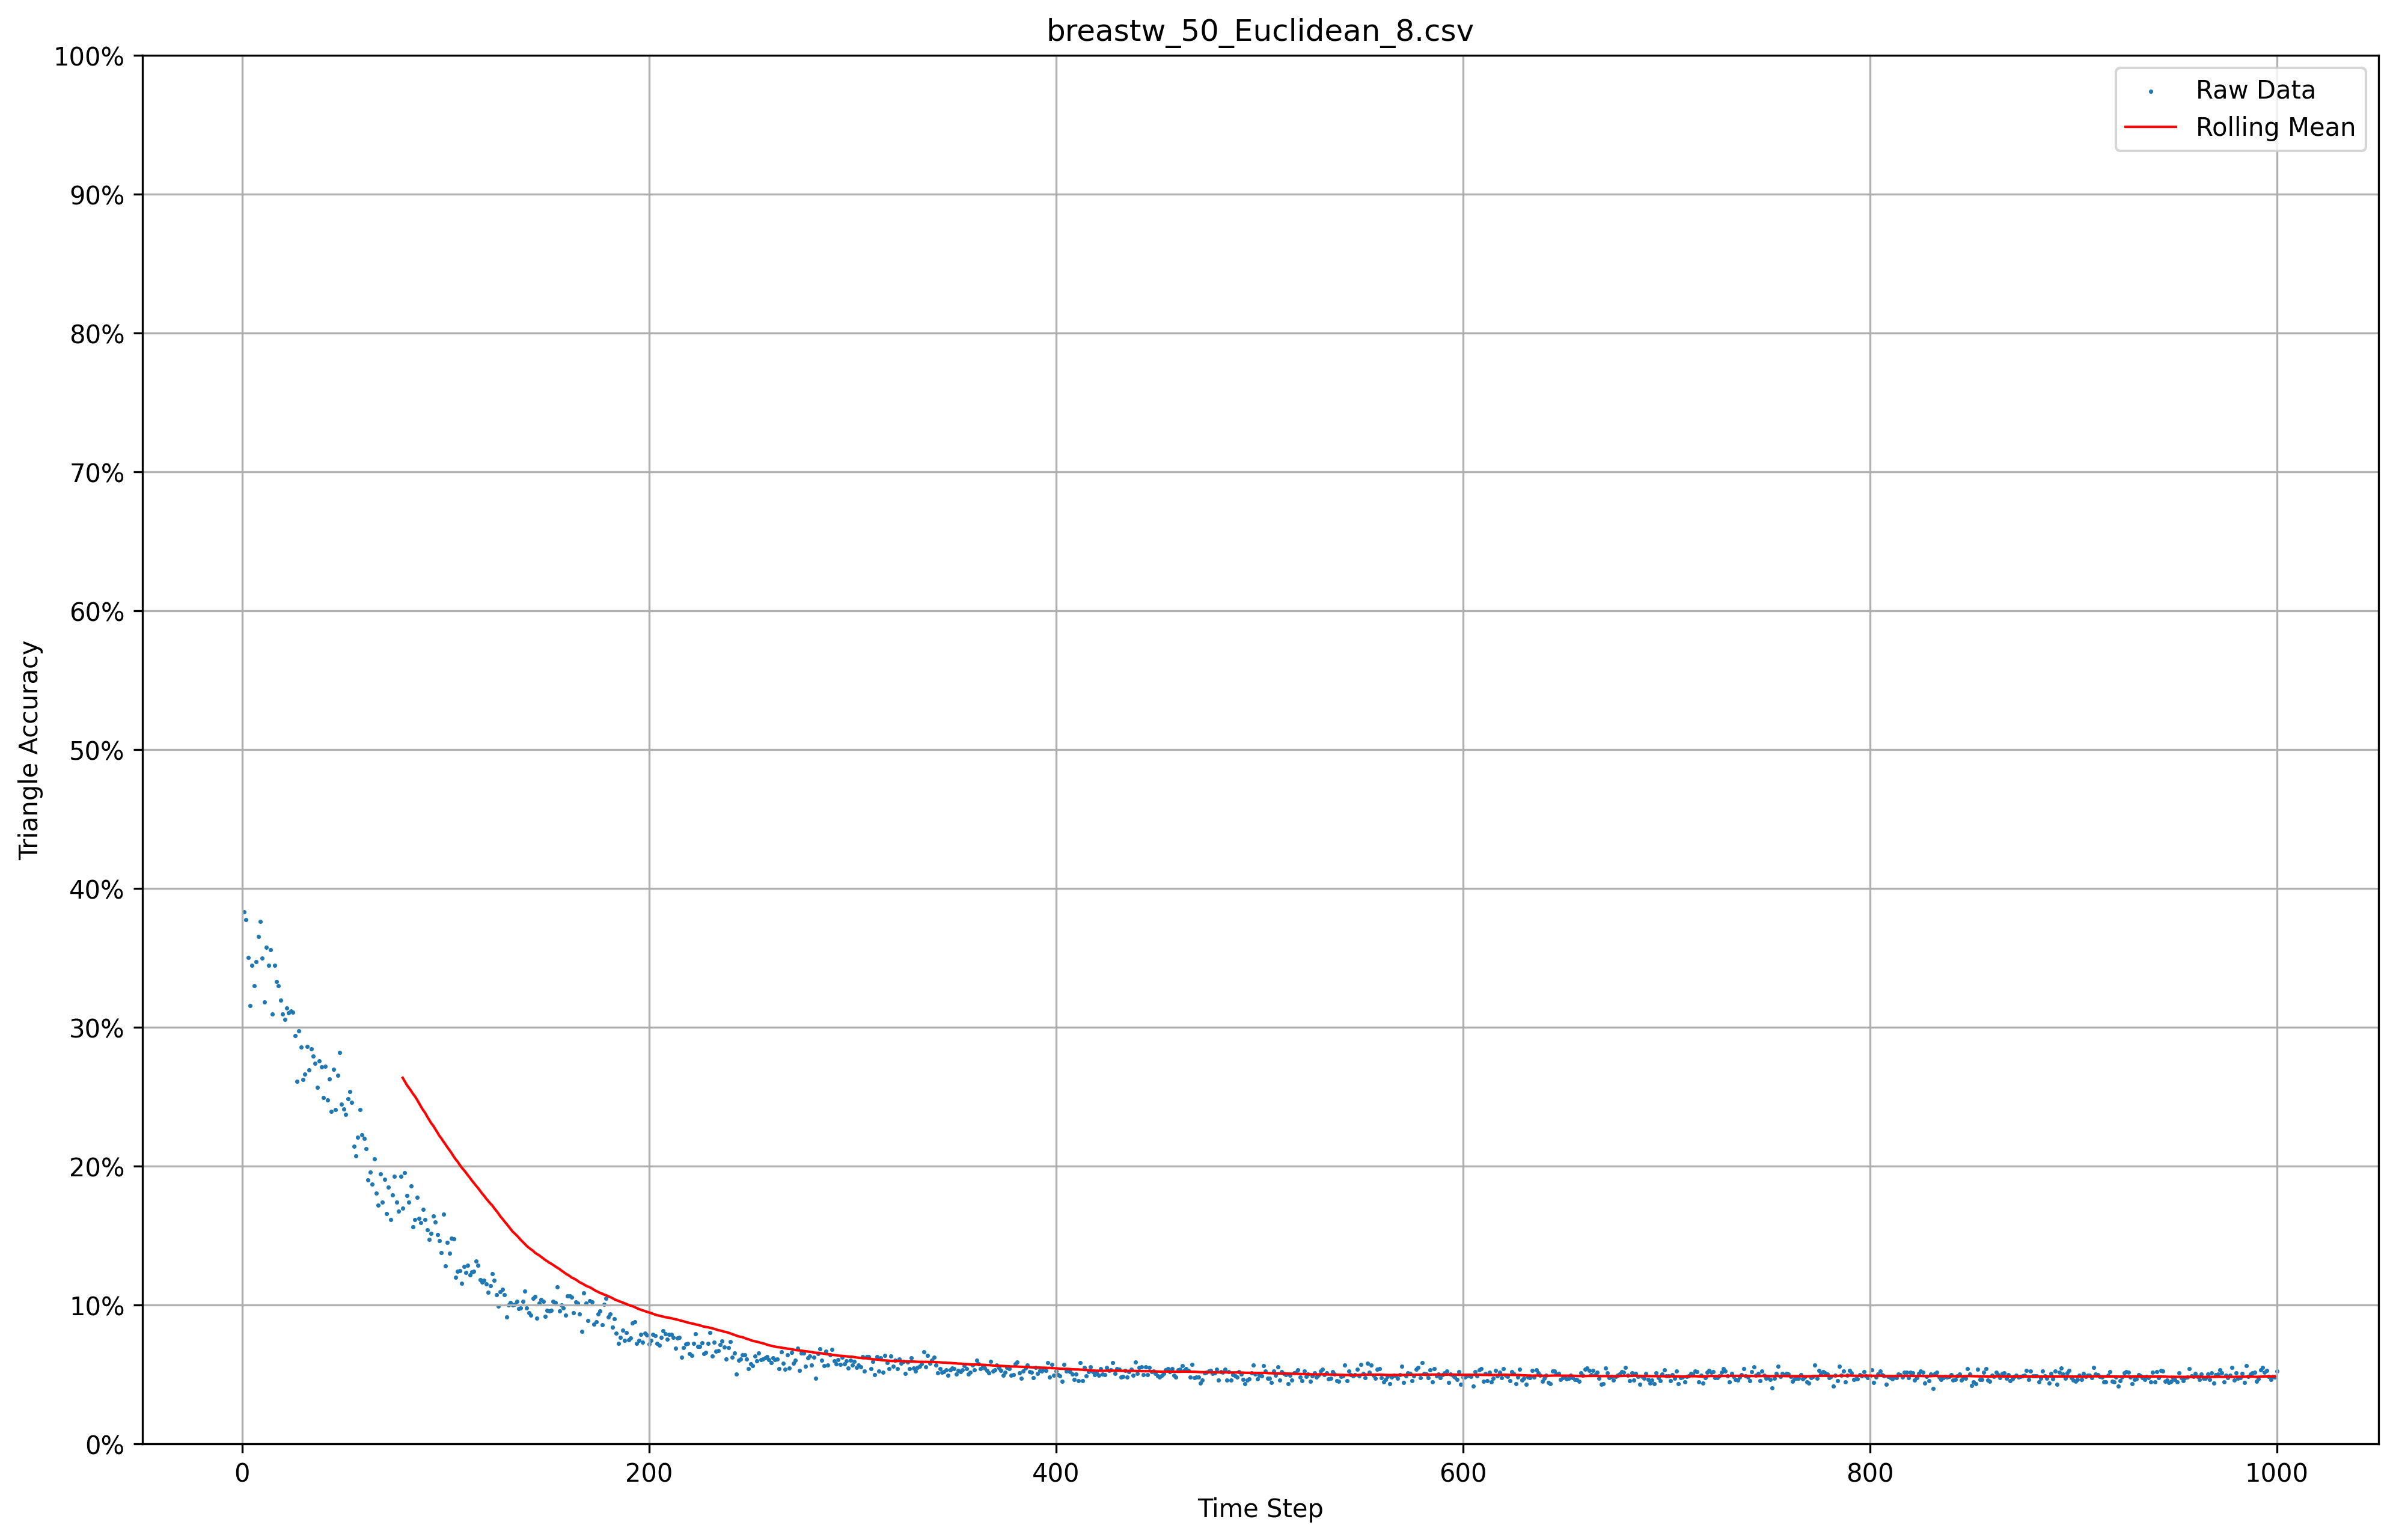 breastw_50_Euclidean_8.csv
100%
90%
80%
70%
60%
50%
40%
30%
20%
10%
0%
Triangle Accuracy
Raw Data
Rolling Mean
0 200 400 600 800 1000
Time Step